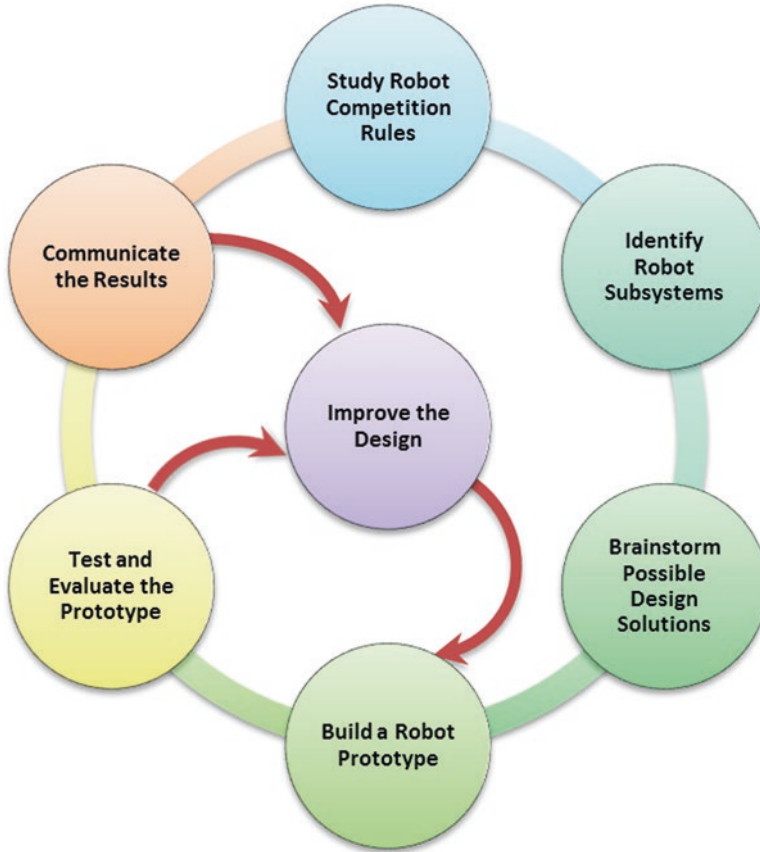 Study Robot
Competition
Rules
Identify
Robot
Subsystems
Brainstorm
Possible
Design
Solutions
Build a Robot
Prototype
Test and
Evaluate the
Prototype
Communicate
the Results
Improve the
Design